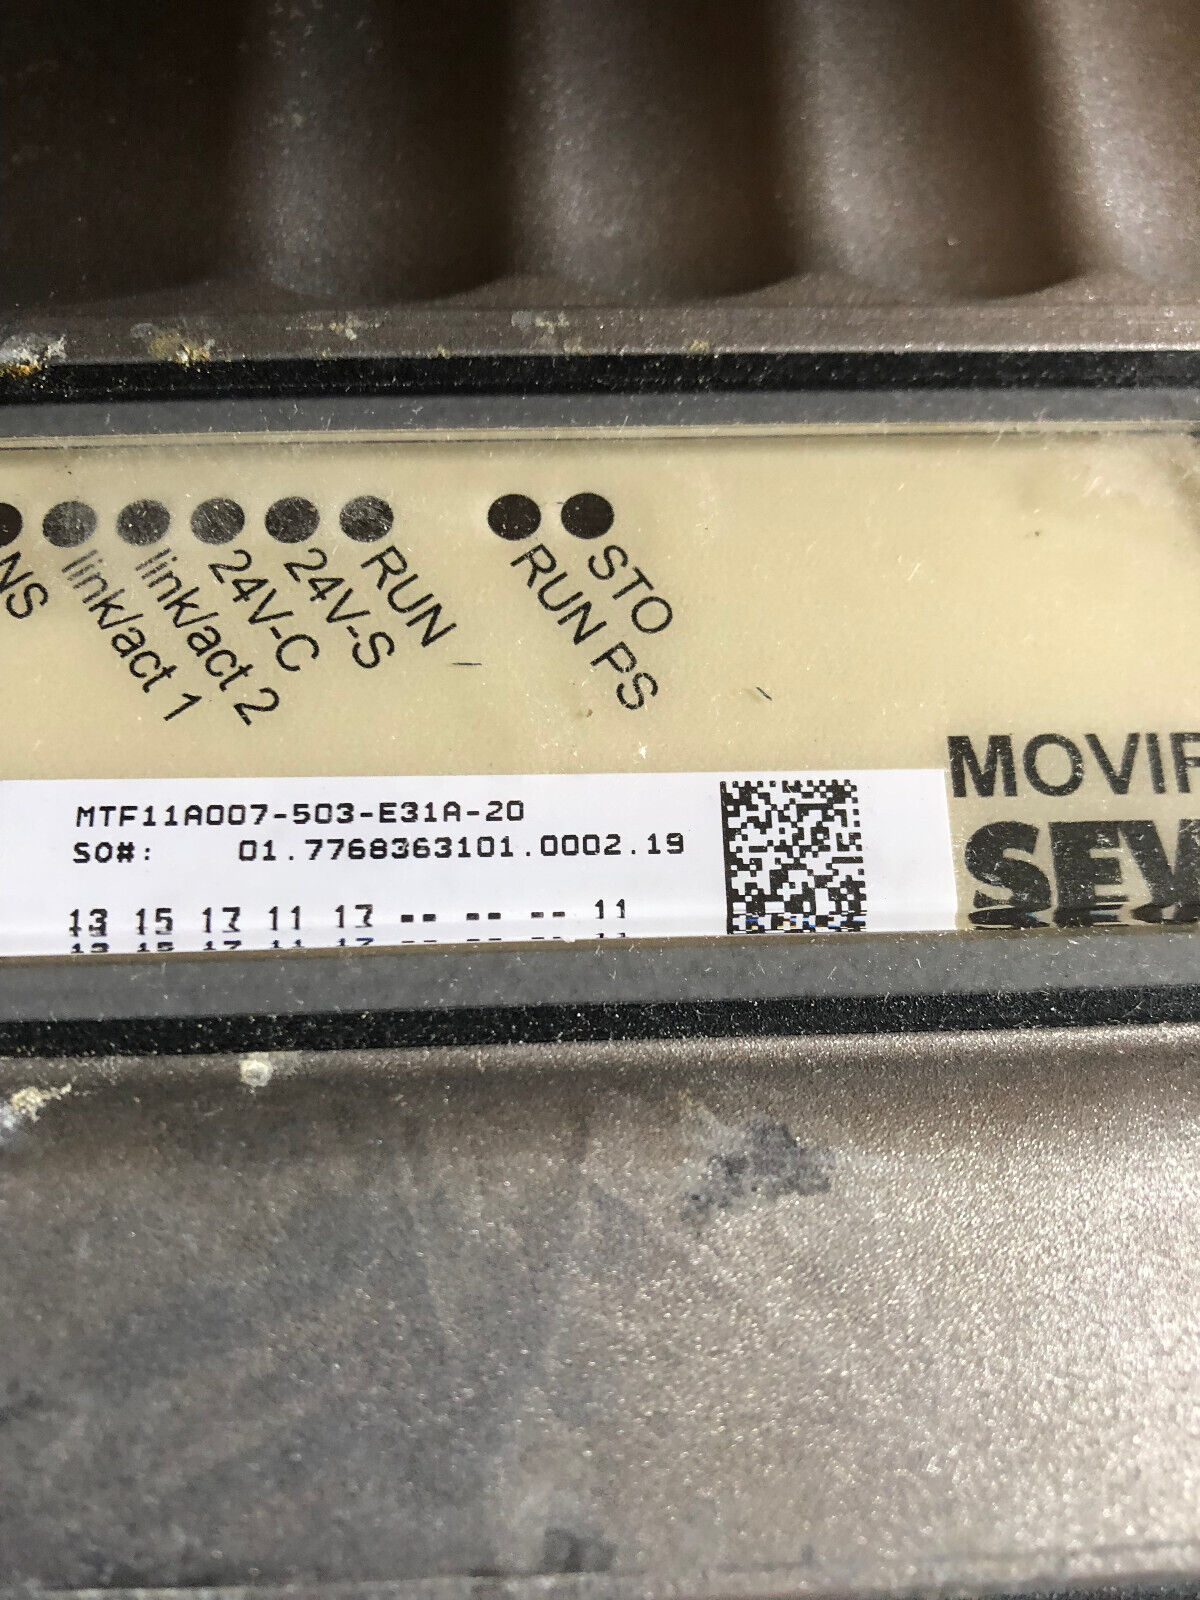 NS
link/act 1
link/act 2
24V-C
24V-S
RUN
RUN PS
STO
MOVIF
SEW
MTF11A007-503-E31A-20
SO#: 01.7768363101.0002.19
13 15 17 11 17 -- -- -- 11